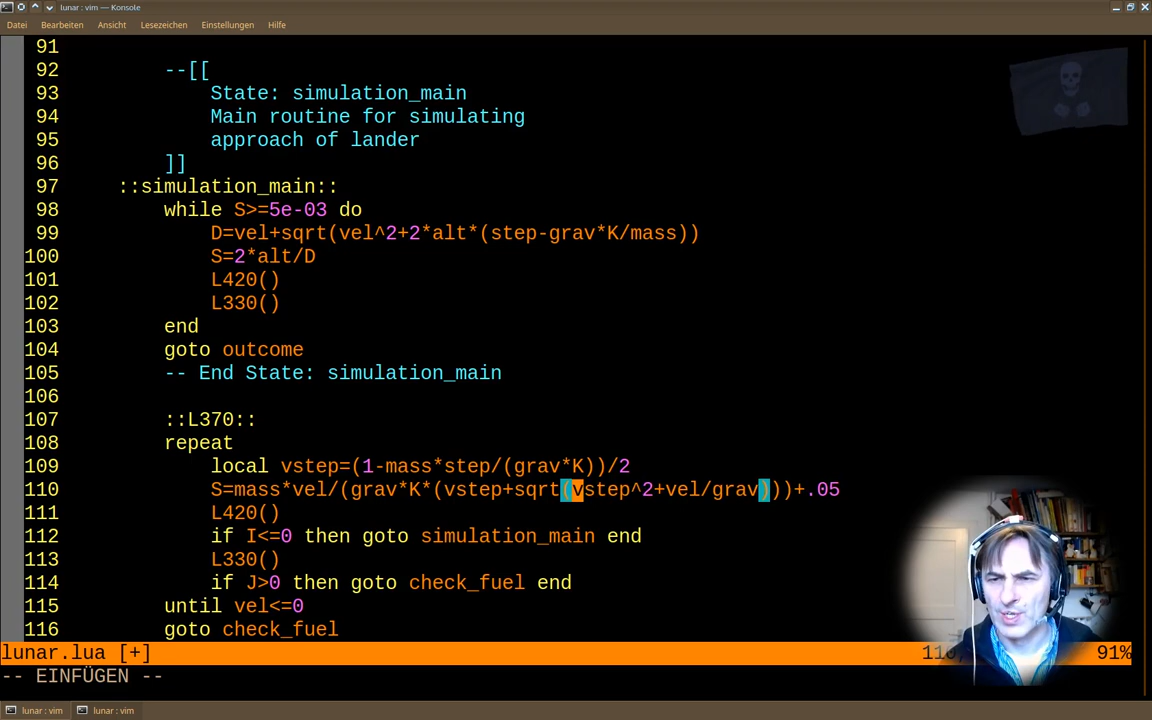 lunar : vim — Konsole
Datei Bearbeiten Ansicht Lesezeichen Einstellungen Hilfe
91
92 --[[
93 State: simulation_main
94 Main routine for simulating
95 approach of lander
96 ]]
97 ::simulation_main::
98 while S>=5e-03 do
99 D=vel+sqrt(vel^2+2*alt*(step-grav*K/mass))
100 S=2*alt/D
101 L420()
102 L330()
103 end
104 goto outcome
105 -- End State: simulation_main
106
107 ::L370::
108 repeat
109 local vstep=(1-mass*step/(grav*K))/2
110 S=mass*vel/(grav*K*(vstep+sqrt(vstep^2+vel/grav)))+.05
111 L420()
112 if I<=0 then goto simulation_main end
113 L330()
114 if J>0 then goto check_fuel end
115 until vel<=0
116 goto check_fuel
lunar.lua [+] 91%
-- EINFÜGEN --
lunar : vim lunar : vim